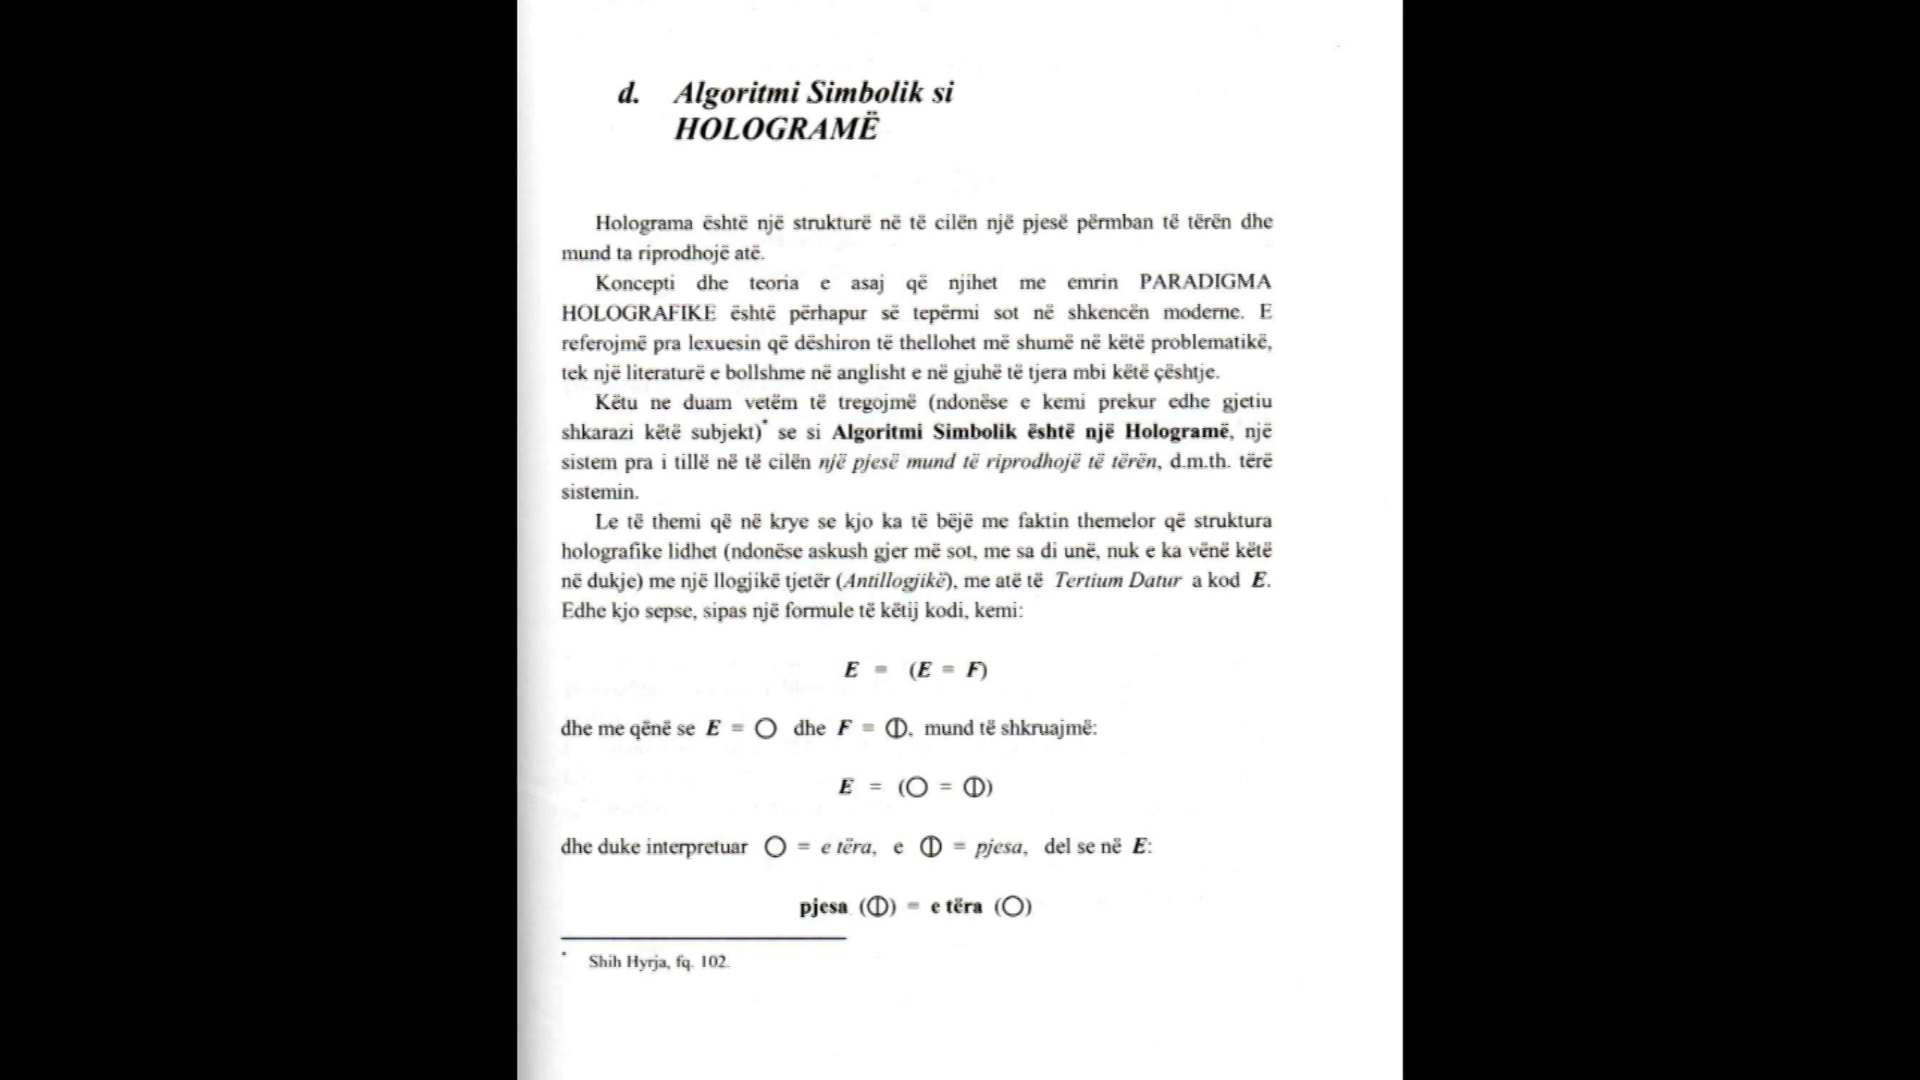 d. Algoritmi Simbolik si
HOLOGRAMË
Holograma është një strukturë në të cilën një pjesë përmban të tërën dhe
mund ta riprodhojë atë.
Koncepti dhe teoria e asaj që njihet me emrin PARADIGMA
HOLOGRAFIKE është përhapur së tepërmi sot në shkencën moderne. E
referojmë pra lexuesin që dëshiron të thellohet më shumë në këtë problematikë,
tek një literaturë e bollshme në anglisht e në gjuhë të tjera mbi këtë çështje.
Këtu ne duam vetëm të tregojmë (ndonëse e kemi prekur edhe gjetiu
shkarazi këtë subjekt)* se si Algoritmi Simbolik është një Hologramë, një
sistem pra i tillë në të cilën një pjesë mund të riprodhojë të tërën, d.m.th. tërë
sistemin.
Le të themi që në krye se kjo ka të bëjë me faktin themelor që struktura
holografike lidhet (ndonëse askush gjer më sot, me sa di unë, nuk e ka vënë këtë
në dukje) me një llogjikë tjetër (Antillogjikë), me atë të Tertium Datur a kod E.
Edhe kjo sepse, sipas një formule të këtij kodi, kemi:
E = (E = F)
dhe me qënë se E = ◯ dhe F = ⦶, mund të shkruajmë:
E = (◯ = ⦶)
dhe duke interpretuar ◯ = e tëra, e ⦶ = pjesa, del se në E:
pjesa (⦶) = e tëra (◯)
* Shih Hyrja, fq. 102.